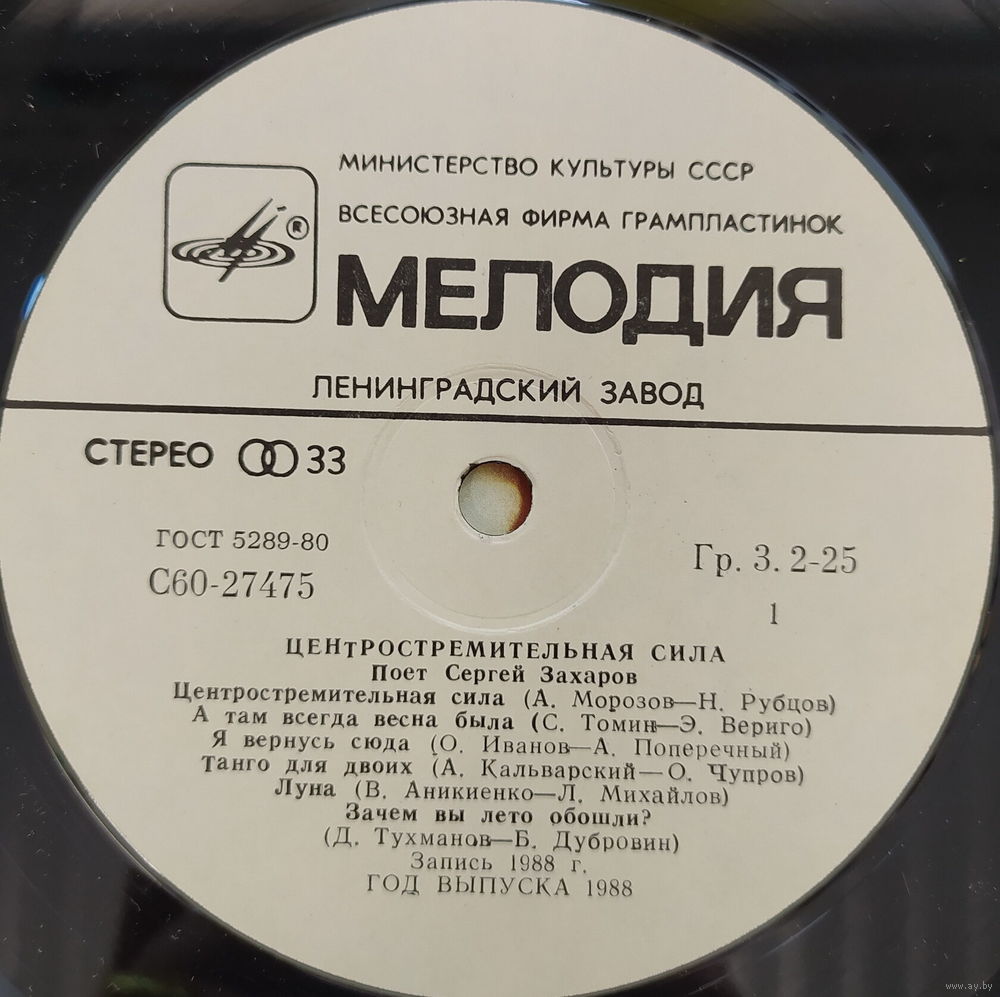 МИНИСТЕРСТВО КУЛЬТУРЫ СССР
ВСЕСОЮЗНАЯ ФИРМА ГРАМПЛАСТИНОК
®
МЕЛОДИЯ
ЛЕНИНГРАДСКИЙ ЗАВОД
СТЕРЕО 33
ГОСТ 5289-80
С60-27475
Гр. 3. 2-25
1
ЦЕНТРОСТРЕМИТЕЛЬНАЯ СИЛА
Поет Сергей Захаров
Центростремительная сила (А. Морозов—Н. Рубцов)
А там всегда весна была (С. Томин—Э. Вериго)
Я вернусь сюда (О. Иванов—А. Поперечный)
Танго для двоих (А. Кальварский—О. Чупров)
Луна (В. Аникиенко—Л. Михайлов)
Зачем вы лето обошли?
(Д. Тухманов—Б. Дубровин)
Запись 1988 г.
ГОД ВЫПУСКА 1988
www.ay.by